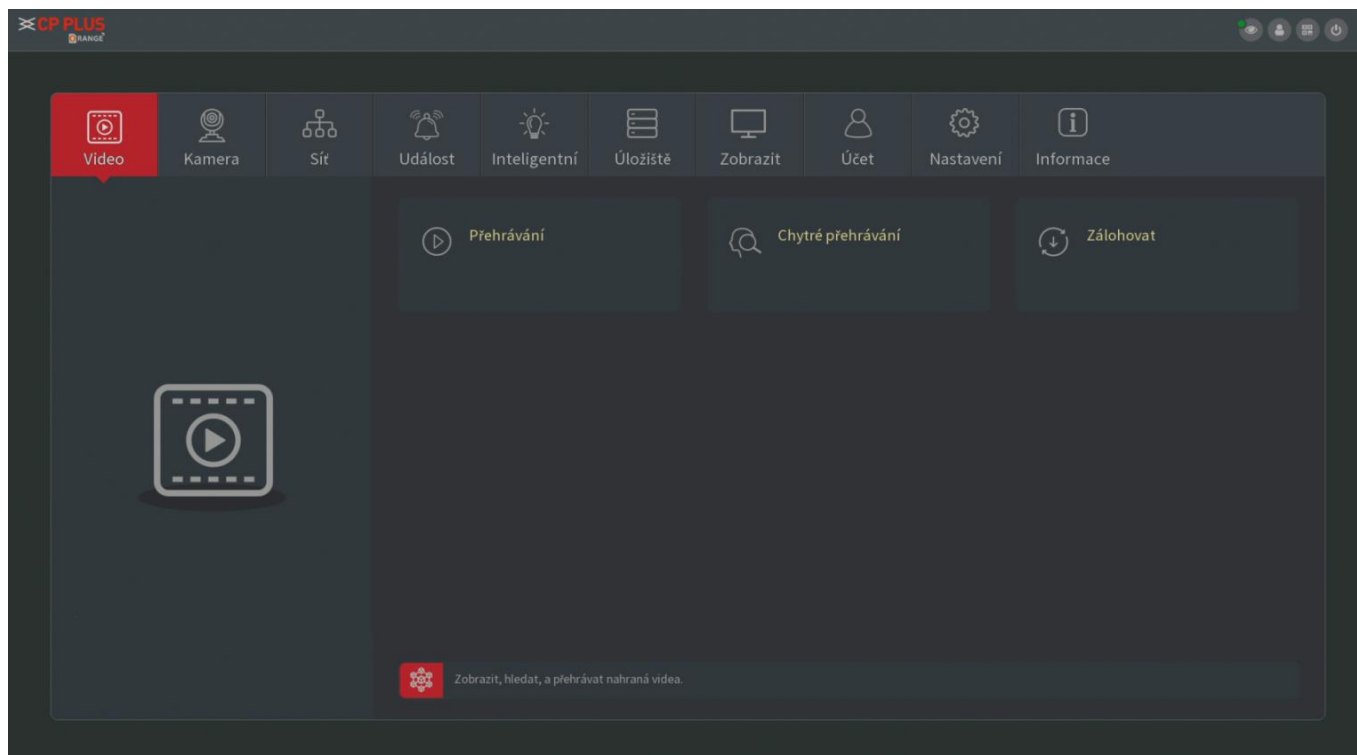 CP PLUS
ORANGE
Video
Kamera
Síť
Událost
Inteligentní
Úložiště
Zobrazit
Účet
Nastavení
Informace
Přehrávání
Chytré přehrávání
Zálohovat
Zobrazit, hledat, a přehrávat nahraná videa.